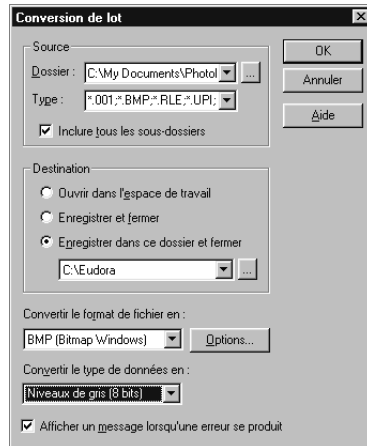 Conversion de lot
Source
Dossier : C:\My Documents\Photol ...
Type : *.001;*.BMP;*.RLE;*.UPI;
Inclure tous les sous-dossiers
OK
Annuler
Aide
Destination
Ouvrir dans l'espace de travail
Enregistrer et fermer
Enregistrer dans ce dossier et fermer
C:\Eudora ...
Convertir le format de fichier en :
BMP (Bitmap Windows) Options...
Convertir le type de données en :
Niveaux de gris (8 bits)
Afficher un message lorsqu'une erreur se produit